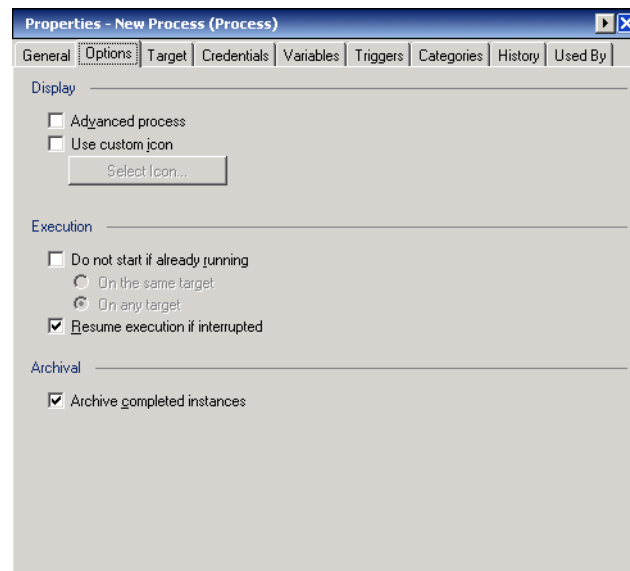 Properties - New Process (Process)
General Options Target Credentials Variables Triggers Categories History Used By
Display
Advanced process
Use custom icon
Select Icon...
Execution
Do not start if already running
On the same target
On any target
Resume execution if interrupted
Archival
Archive completed instances